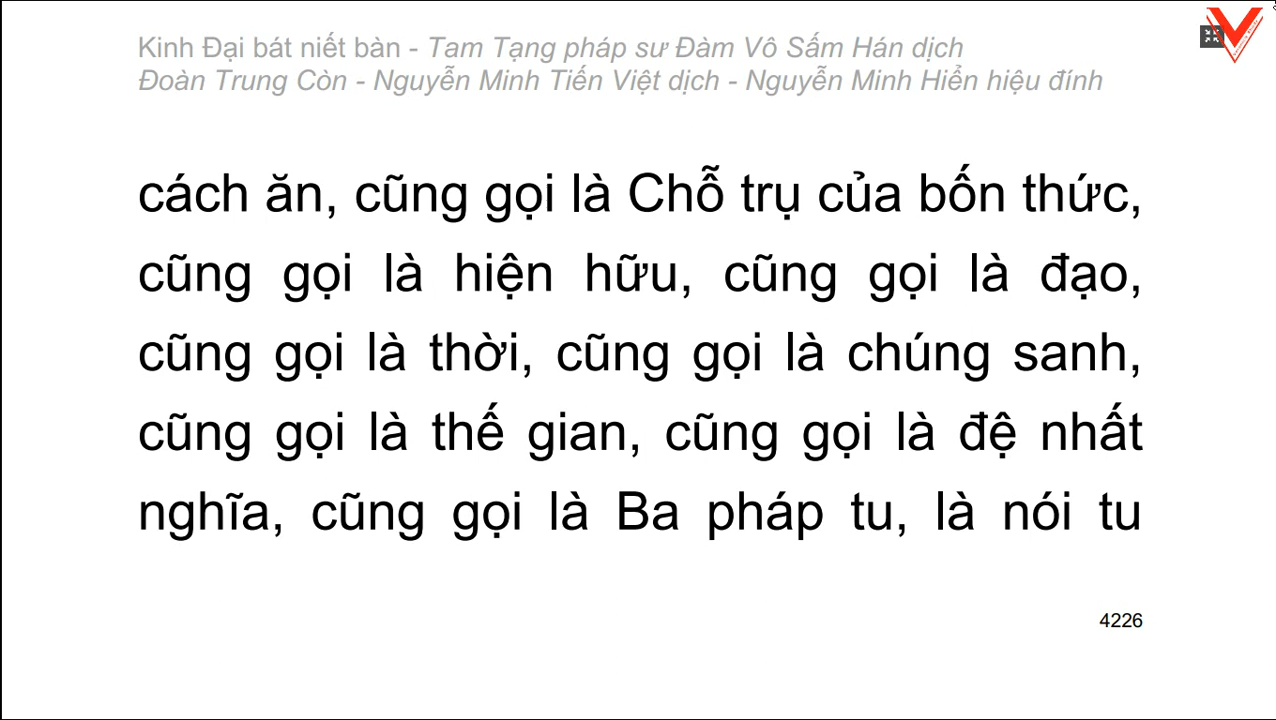 Kinh Đại bát niết bàn - Tam Tạng pháp sư Đàm Vô Sấm Hán dịch
Đoàn Trung Còn - Nguyễn Minh Tiến Việt dịch - Nguyễn Minh Hiển hiệu đính
cách ăn, cũng gọi là Chỗ trụ của bốn thức,
cũng gọi là hiện hữu, cũng gọi là đạo,
cũng gọi là thời, cũng gọi là chúng sanh,
cũng gọi là thế gian, cũng gọi là đệ nhất
nghĩa, cũng gọi là Ba pháp tu, là nói tu
4226